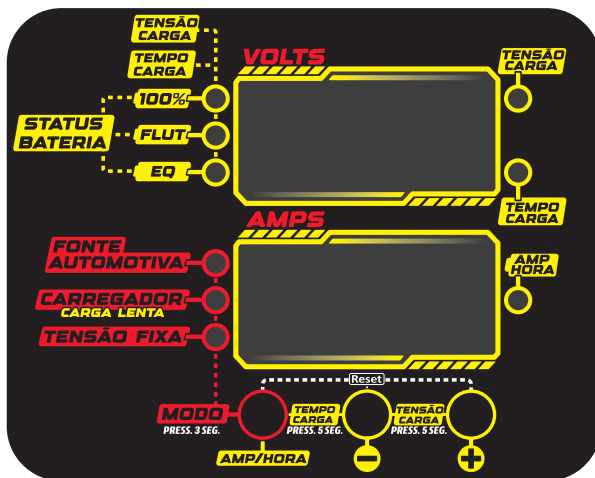 TENSÃO
CARGA
TEMPO
CARGA
100%
STATUS
BATERIA
FLUT
EQ
VOLTS
TENSÃO
CARGA
TEMPO
CARGA
AMPS
FONTE
AUTOMOTIVA
CARREGADOR
CARGA LENTA
TENSÃO FIXA
AMP
HORA
Reset
MODO
PRESS. 3 SEG.
TEMPO
CARGA
PRESS. 5 SEG.
TENSÃO
CARGA
PRESS. 5 SEG.
AMP/HORA
−
+